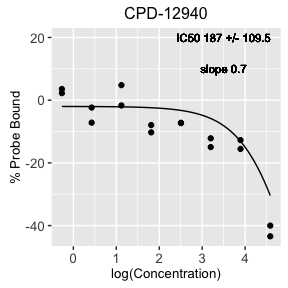 CPD-12940
IC50 187 +/- 109.5
slope 0.7
20
0
-20
-40
% Probe Bound
0
1
2
3
4
log(Concentration)